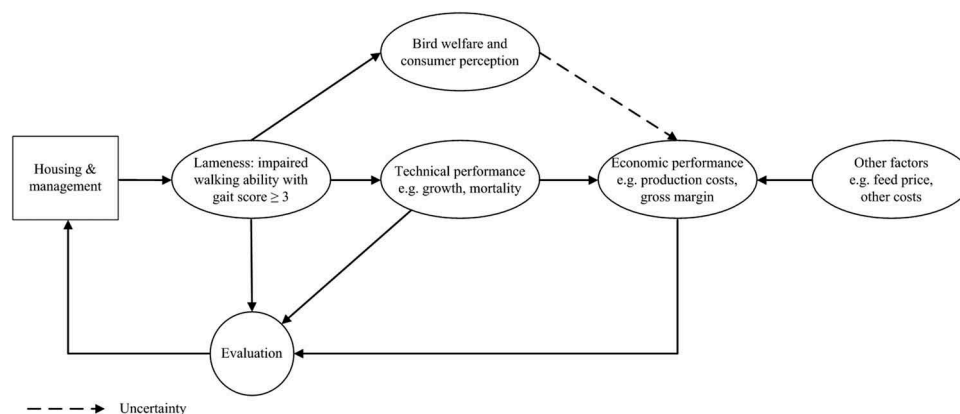 Bird welfare and
consumer perception
Housing &
management
Lameness: impaired
walking ability with
gait score ≥ 3
Technical performance
e.g. growth, mortality
Economic performance
e.g. production costs,
gross margin
Other factors
e.g. feed price,
other costs
Evaluation
Uncertainty